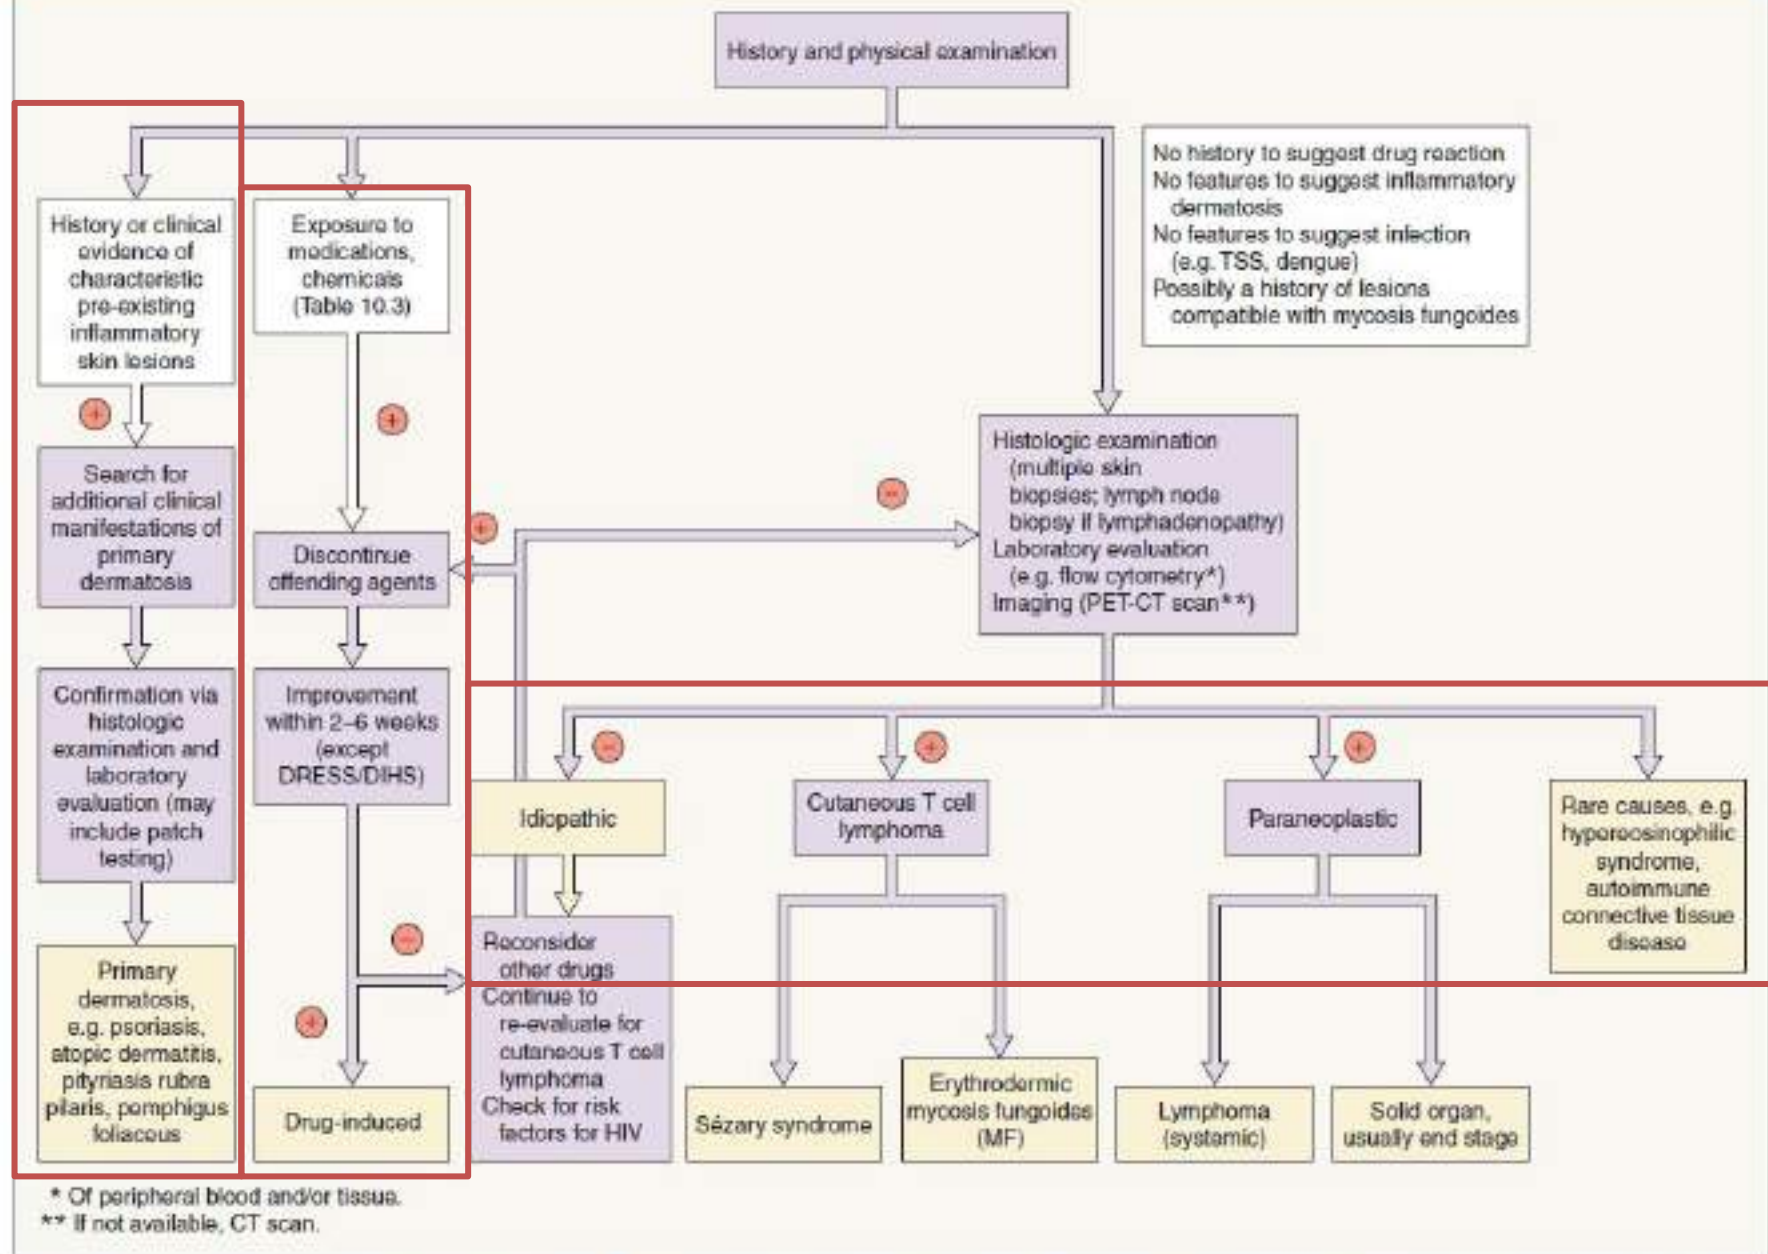 History and physical examination
No history to suggest drug reaction
No features to suggest inflammatory
dermatosis
No features to suggest infection
(e.g. TSS, dengue)
Possibly a history of lesions
compatible with mycosis fungoides
History or clinical
evidence of
characteristic
pre-existing
inflammatory
skin lesions
+
Search for
additional clinical
manifestations of
primary
dermatosis
Confirmation via
histologic
examination and
laboratory
evaluation (may
include patch
testing)
Primary
dermatosis,
e.g. psoriasis,
atopic dermatitis,
pityriasis rubra
pilaris, pemphigus
foliaceus
Exposure to
medications,
chemicals
(Table 10.3)
+
Discontinue
offending agents
Improvement
within 2–6 weeks
(except
DRESS/DIHS)
−
+
Drug-induced
+
−
Histologic examination
(multiple skin
biopsies; lymph node
biopsy if lymphadenopathy)
Laboratory evaluation
(e.g. flow cytometry*)
Imaging (PET-CT scan**)
−
Idiopathic
Reconsider
other drugs
Continue to
re-evaluate for
cutaneous T cell
lymphoma
Check for risk
factors for HIV
+
Cutaneous T cell
lymphoma
Sézary syndrome
Erythrodermic
mycosis fungoides
(MF)
+
Paraneoplastic
Lymphoma
(systemic)
Solid organ,
usually end stage
Rare causes, e.g.
hypereosinophilic
syndrome,
autoimmune
connective tissue
disease
* Of peripheral blood and/or tissue.
** If not available, CT scan.